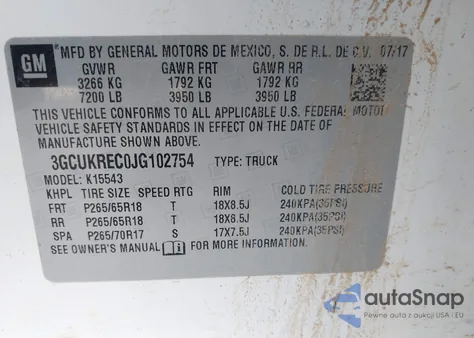 GM
MFD BY GENERAL MOTORS DE MEXICO, S. DE R.L. DE C.V. 07/17
GVWR GAWR FRT GAWR RR
3266 KG 1792 KG 1792 KG
7200 LB 3950 LB 3950 LB
THIS VEHICLE CONFORMS TO ALL APPLICABLE U.S. FEDERAL MOTOR
VEHICLE SAFETY STANDARDS IN EFFECT ON THE DATE OF
MANUFACTURE SHOWN ABOVE.
3GCUKREC0JG102754 TYPE: TRUCK
MODEL: K15543
KHPL TIRE SIZE SPEED RTG RIM COLD TIRE PRESSURE
FRT P265/65R18 T 18X8.5J 240KPA(35PSI)
RR P265/65R18 T 18X8.5J 240KPA(35PSI)
SPA P265/70R17 S 17X7.5J 240KPA(35PSI)
SEE OWNER'S MANUAL FOR MORE INFORMATION.
autoSnap
Pewne auta z USA i EU